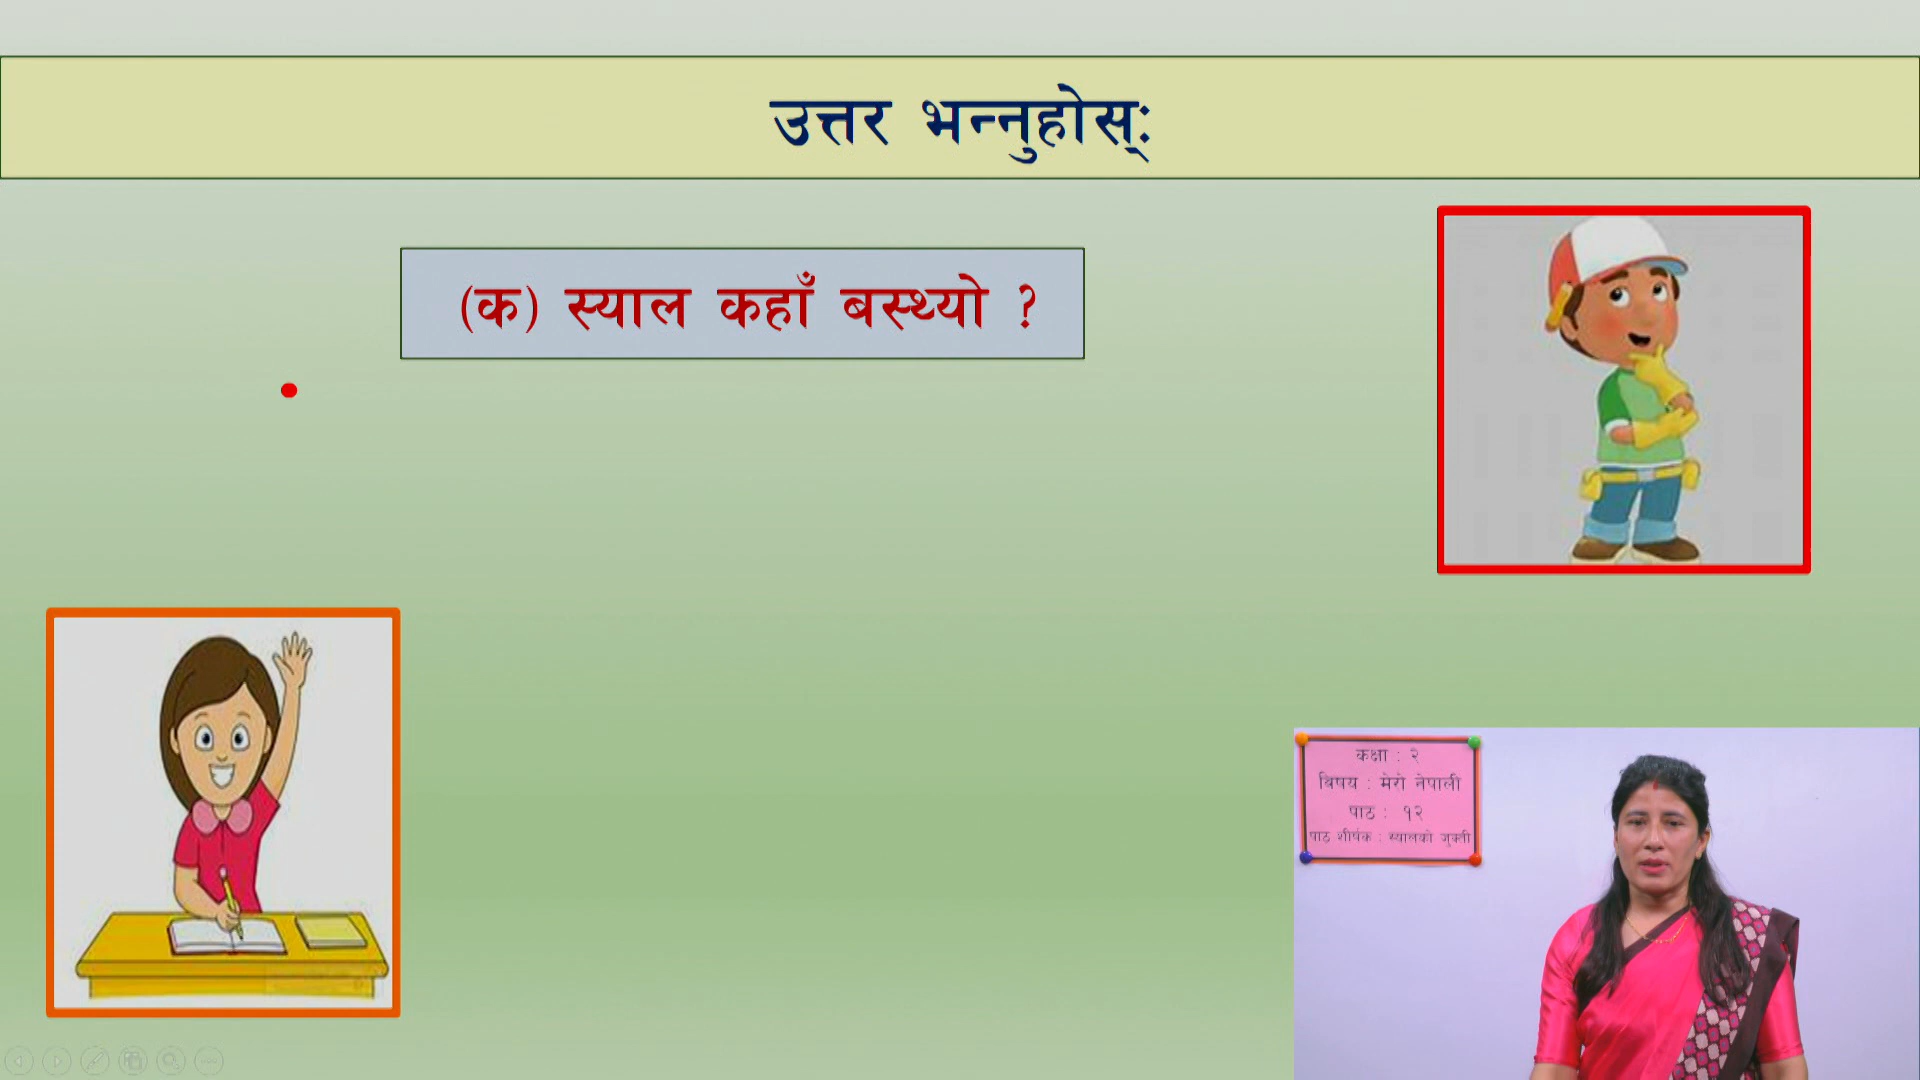 उत्तर भन्नुहोस्:
(क) स्याल कहाँ बस्थ्यो ?
कक्षा : २
विषय : मेरो नेपाली
पाठ : १२
पाठ शीर्षक : स्यालको जुक्ती